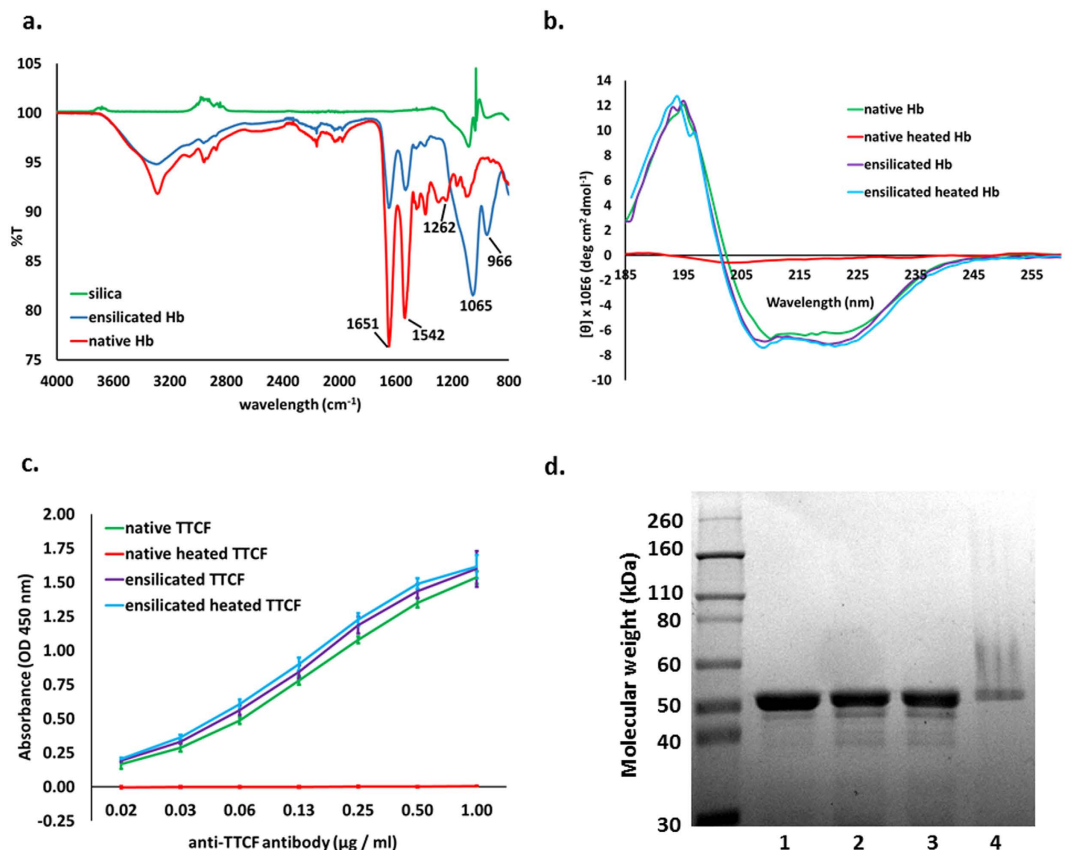 a.
105
100
95
90
85
80
75
%T
silica
ensilicated Hb
native Hb
1651
1542
1262
1065
966
4000 3600 3200 2800 2400 2000 1600 1200 800
wavelength (cm⁻¹)
b.
14
12
10
8
6
4
2
0
-2
-4
-6
-8
-10
[θ] x 10E6 (deg cm² dmol⁻¹)
native Hb
native heated Hb
ensilicated Hb
ensilicated heated Hb
185 195 205 215 225 235 245 255
Wavelength (nm)
c.
2.00
1.75
1.50
1.25
1.00
0.75
0.50
0.25
0.00
-0.25
Absorbance (OD 450 nm)
native TTCF
native heated TTCF
ensilicated TTCF
ensilicated heated TTCF
0.02 0.03 0.06 0.13 0.25 0.50 1.00
anti-TTCF antibody (µg / ml)
d.
Molecular weight (kDa)
260
160
110
80
60
50
40
30
1 2 3 4